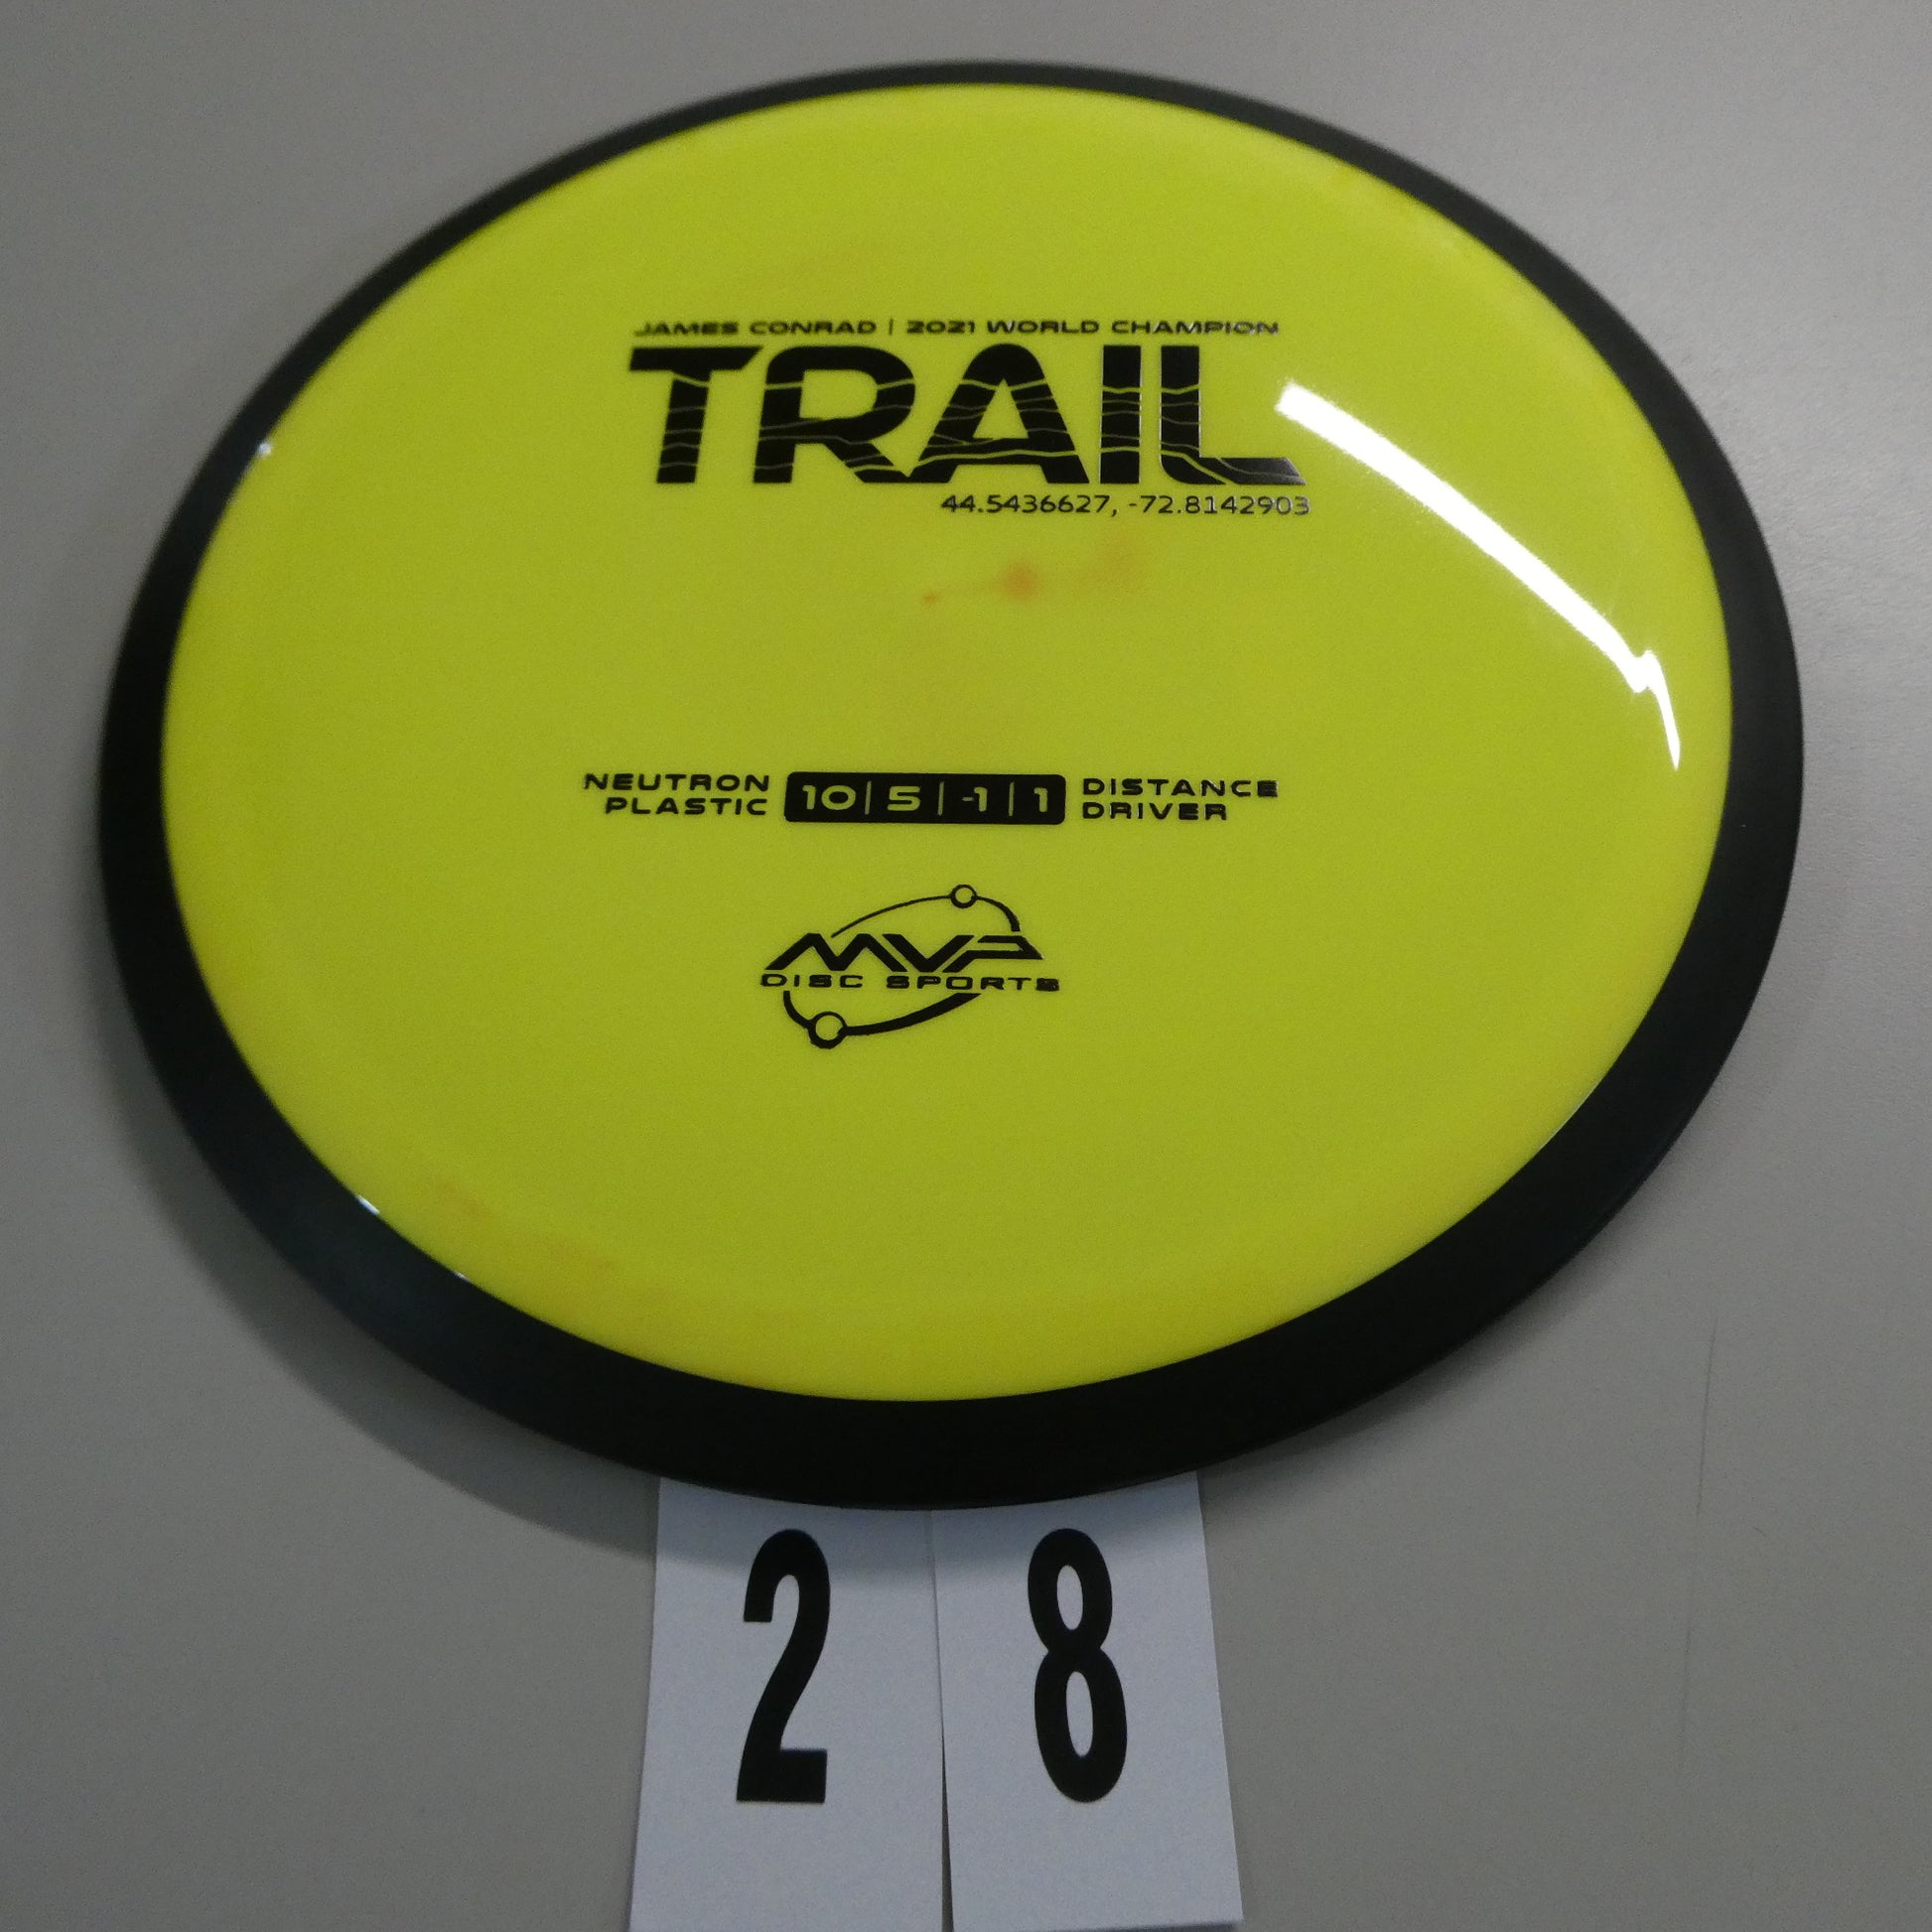 JAMES CONRAD | 2021 WORLD CHAMPION
TRAIL
44.5436627, -72.8142903
NEUTRON PLASTIC
10 | 5 | -1 | 1
DISTANCE DRIVER
MVP
DISC SPORTS
2 8